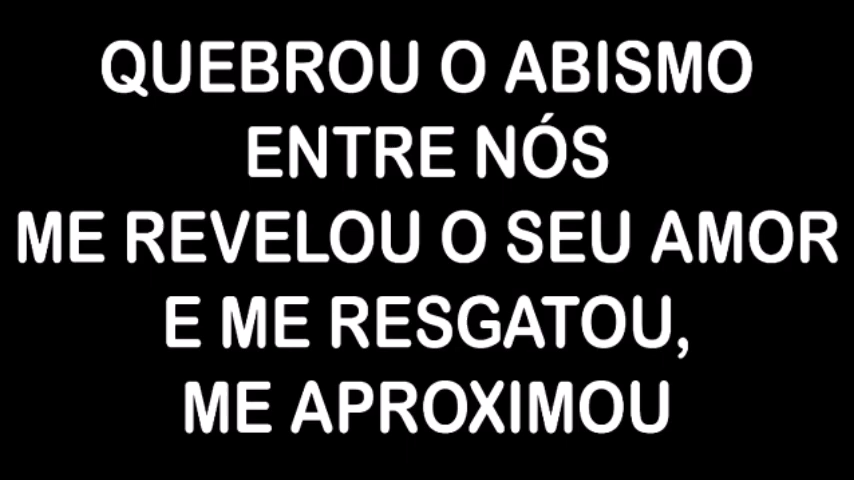 QUEBROU O ABISMO
ENTRE NÓS
ME REVELOU O SEU AMOR
E ME RESGATOU,
ME APROXIMOU